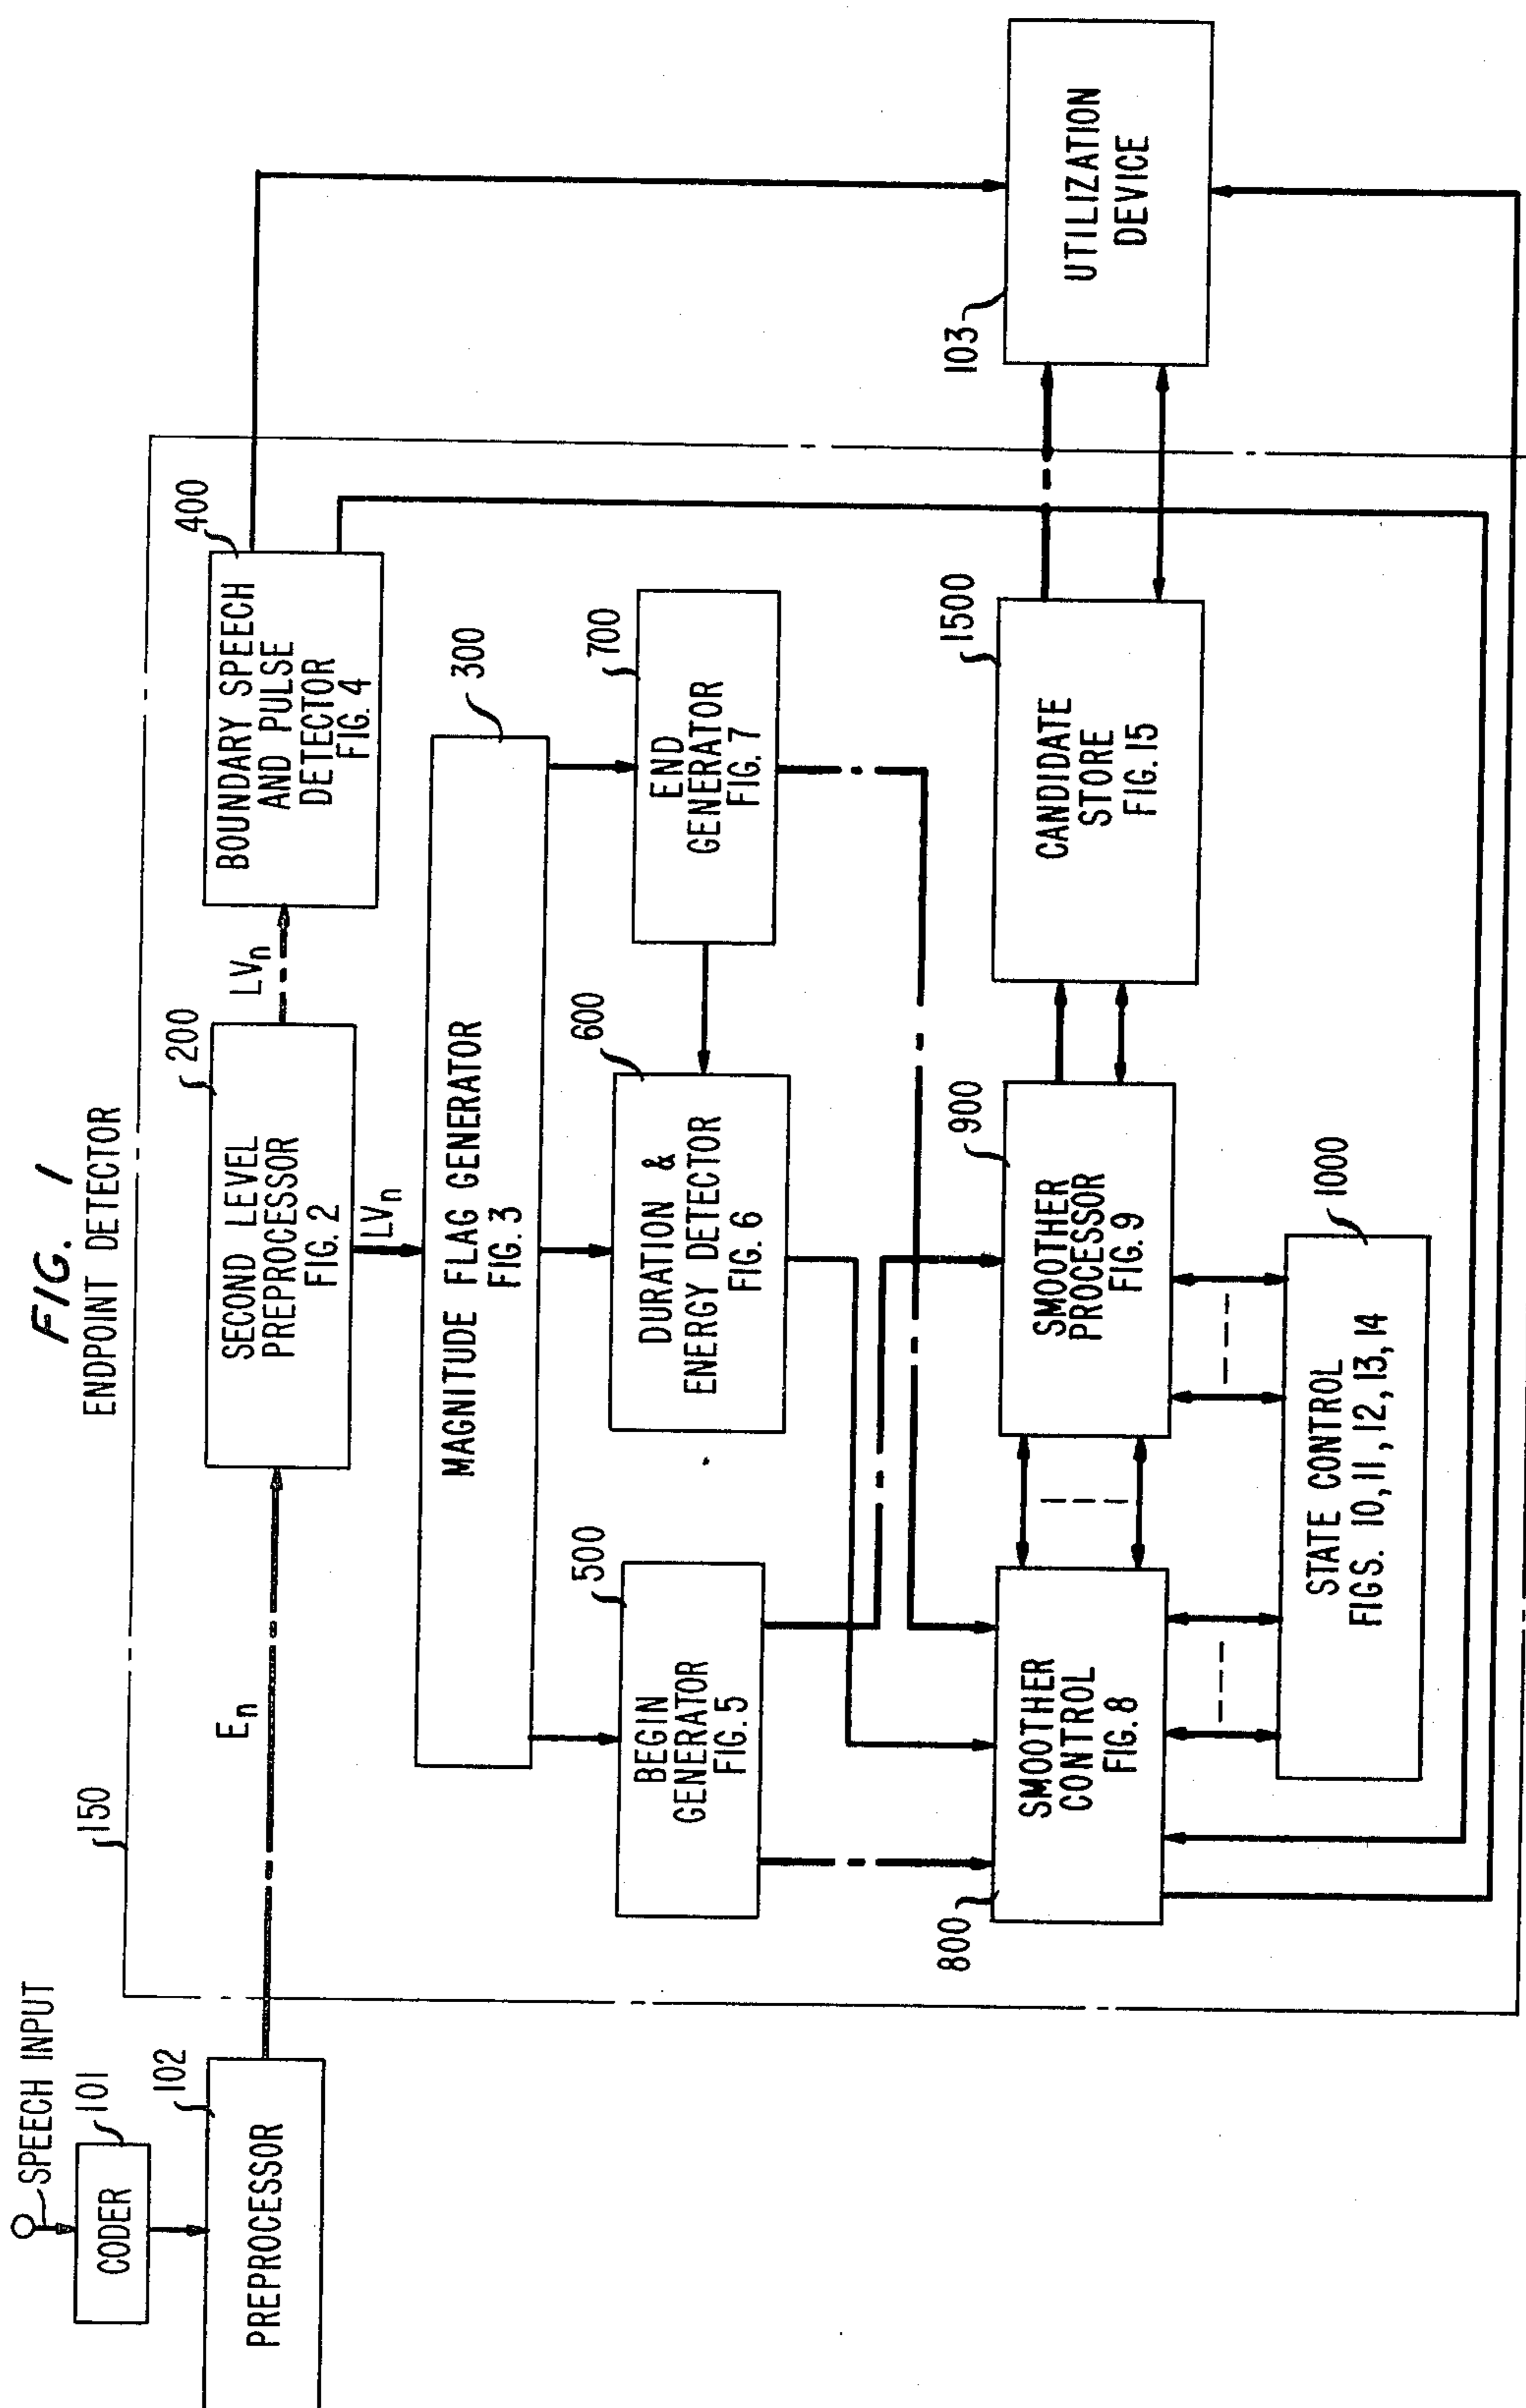 FIG. 1
ENDPOINT DETECTOR
SPEECH INPUT
101
CODER
102
PREPROCESSOR
150
En
200
SECOND LEVEL
PREPROCESSOR
FIG. 2
LVn
LVn
400
BOUNDARY SPEECH
AND PULSE
DETECTOR
FIG. 4
300
MAGNITUDE FLAG GENERATOR
FIG. 3
500
BEGIN
GENERATOR
FIG. 5
600
DURATION &
ENERGY DETECTOR
FIG. 6
700
END
GENERATOR
FIG. 7
800
SMOOTHER
CONTROL
FIG. 8
900
SMOOTHER
PROCESSOR
FIG. 9
1500
CANDIDATE
STORE
FIG. 15
103
UTILIZATION
DEVICE
1000
STATE CONTROL
FIGS. 10, 11, 12, 13, 14